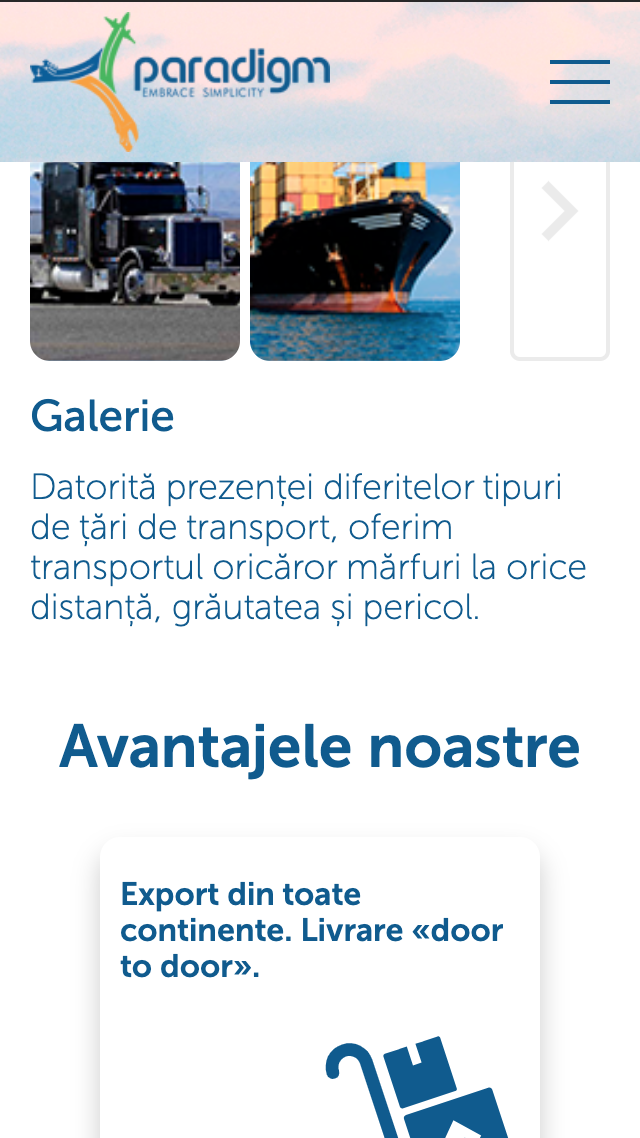 paradigm
EMBRACE SIMPLICITY
Galerie
Datorită prezenței diferitelor tipuri
de țări de transport, oferim
transportul oricăror mărfuri la orice
distanță, grăutatea și pericol.
Avantajele noastre
Export din toate
continente. Livrare «door
to door».